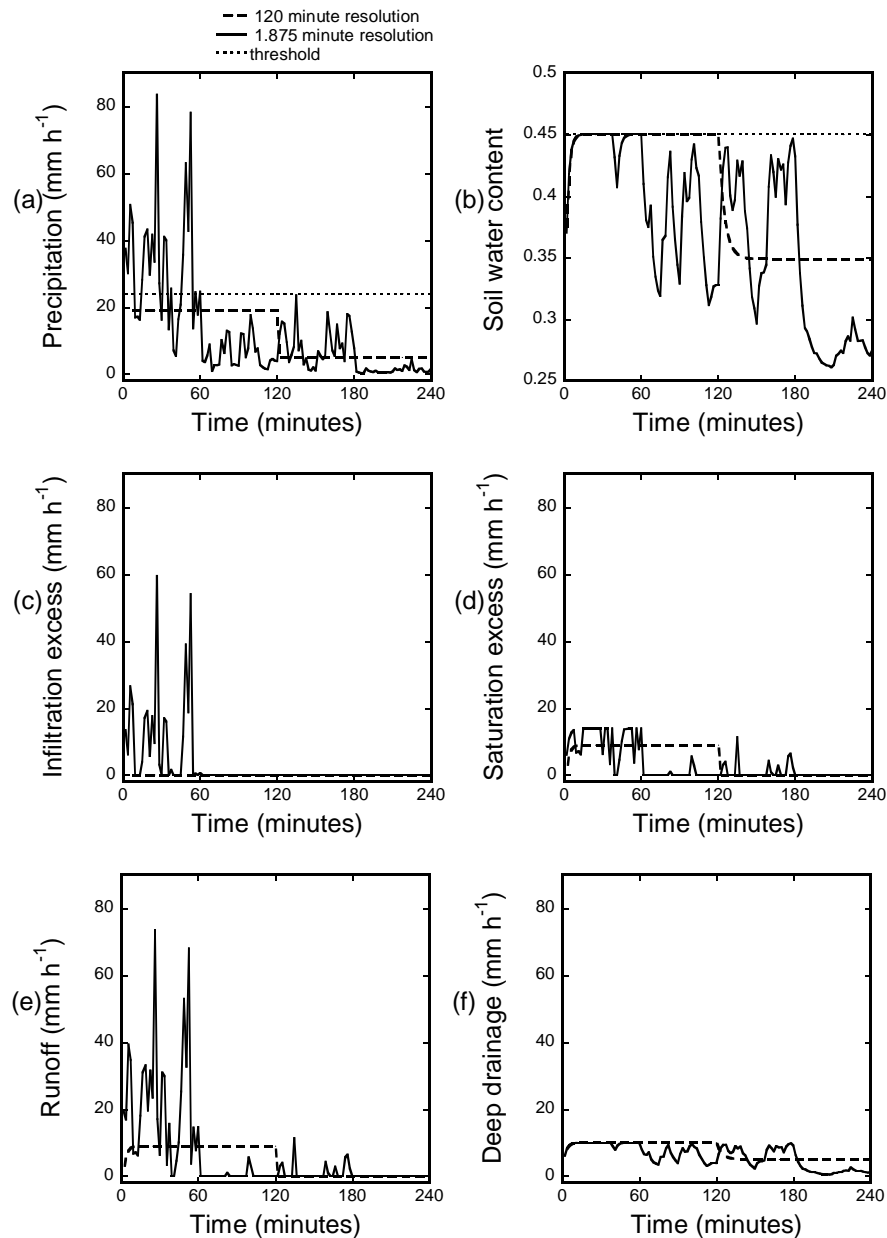 120 minute resolution
1.875 minute resolution
threshold
(a)
Precipitation (mm h-1)
80
60
40
20
0
0 60 120 180 240
Time (minutes)
(b)
Soil water content
0.5
0.45
0.4
0.35
0.3
0.25
0 60 120 180 240
Time (minutes)
(c)
Infiltration excess (mm h-1)
80
60
40
20
0
0 60 120 180 240
Time (minutes)
(d)
Saturation excess (mm h-1)
80
60
40
20
0
0 60 120 180 240
Time (minutes)
(e)
Runoff (mm h-1)
80
60
40
20
0
0 60 120 180 240
Time (minutes)
(f)
Deep drainage (mm h-1)
80
60
40
20
0
0 60 120 180 240
Time (minutes)